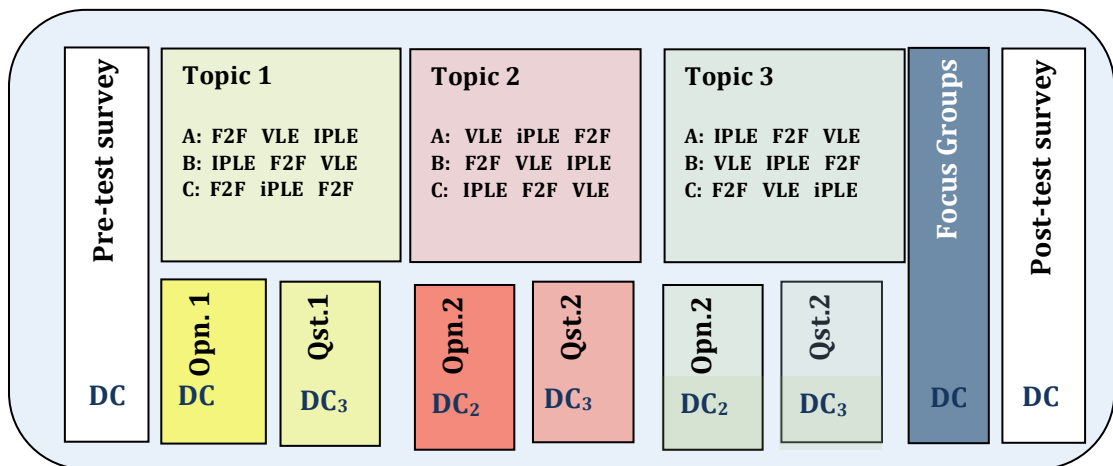 Pre-test survey
DC
Topic 1
A: F2F VLE IPLE
B: IPLE F2F VLE
C: F2F iPLE F2F
Opn. 1
DC
Qst.1
DC₃
Topic 2
A: VLE iPLE F2F
B: F2F VLE IPLE
C: IPLE F2F VLE
Opn.2
DC₂
Qst.2
DC₃
Topic 3
A: IPLE F2F VLE
B: VLE IPLE F2F
C: F2F VLE iPLE
Opn.2
DC₂
Qst.2
DC₃
Focus Groups
DC
Post-test survey
DC